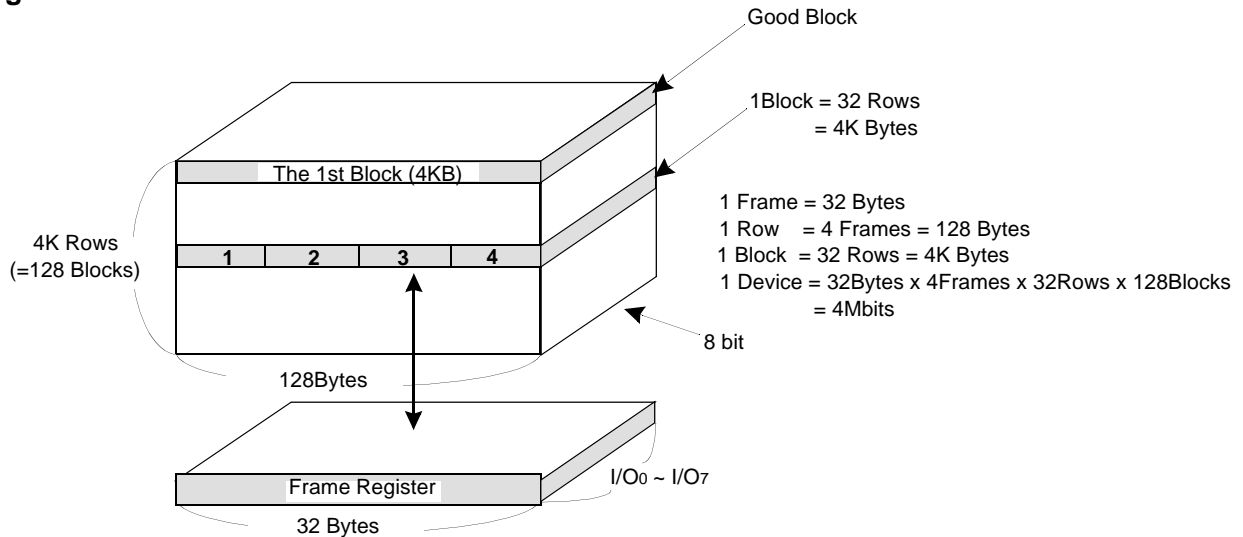 g
Good Block
1Block = 32 Rows
= 4K Bytes
The 1st Block (4KB)
1 Frame = 32 Bytes
1 Row = 4 Frames = 128 Bytes
1 Block = 32 Rows = 4K Bytes
1 Device = 32Bytes x 4Frames x 32Rows x 128Blocks
= 4Mbits
4K Rows
(=128 Blocks)
1 2 3 4
8 bit
128Bytes
I/O0 ~ I/O7
Frame Register
32 Bytes